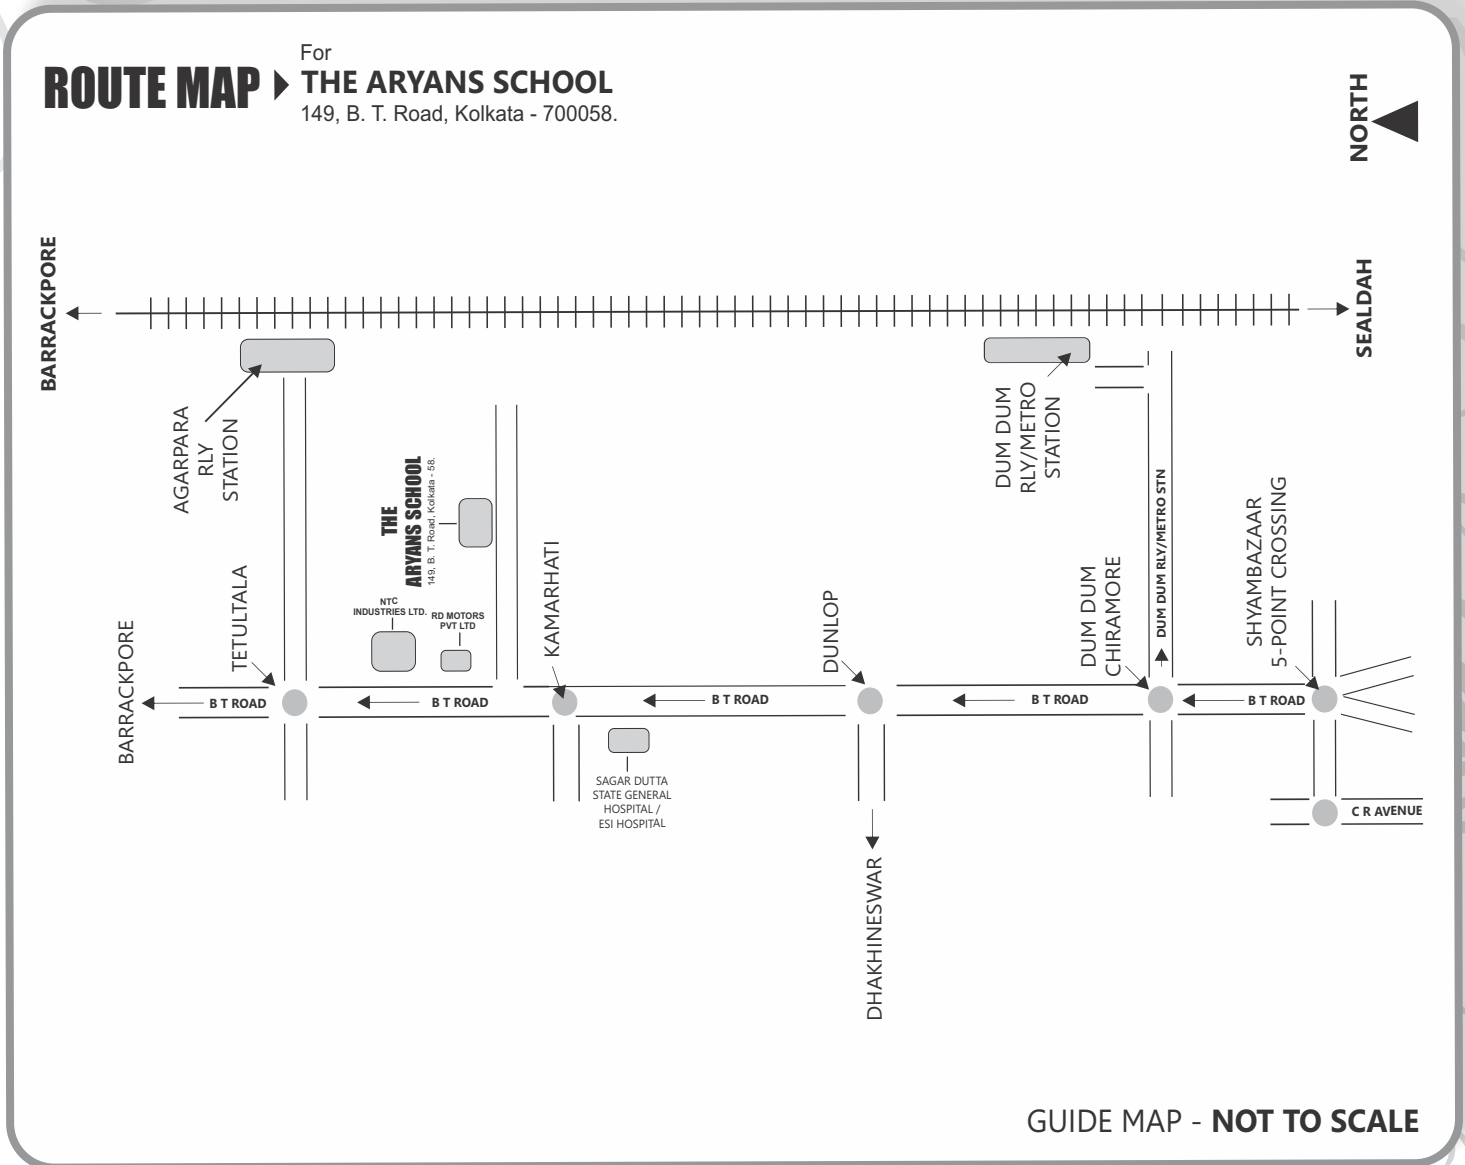 For
ROUTE MAP
THE ARYANS SCHOOL
149, B. T. Road, Kolkata - 700058.
NORTH
BARRACKPORE
SEALDAH
AGARPARA
RLY
STATION
DUM DUM
RLY/METRO
STATION
THE
ARYANS SCHOOL
149, B. T. Road, Kolkata - 58.
DUM DUM RLY/METRO STN
SHYAMBAZAAR
5-POINT CROSSING
TETULTALA
NTC
INDUSTRIES LTD.
RD MOTORS
PVT LTD
KAMARHATI
DUNLOP
DUM DUM
CHIRAMORE
BARRACKPORE
B T ROAD
B T ROAD
B T ROAD
B T ROAD
B T ROAD
SAGAR DUTTA
STATE GENERAL
HOSPITAL /
ESI HOSPITAL
C R AVENUE
DHAKHINESWAR
GUIDE MAP - NOT TO SCALE